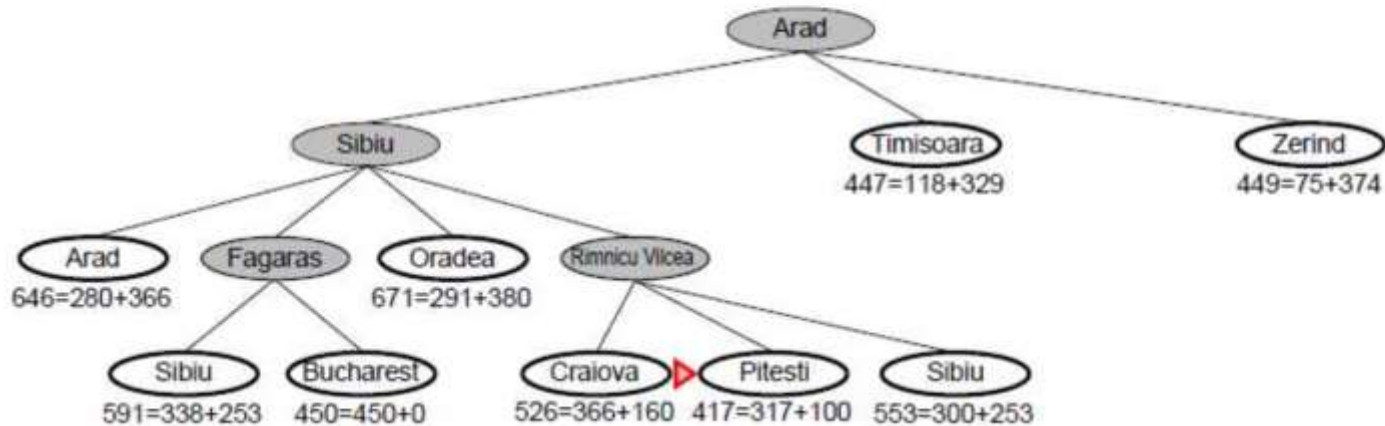 Arad
Sibiu
Timisoara
Zerind
447=118+329
449=75+374
Arad
Fagaras
Oradea
Rimnicu Vilcea
646=280+366
671=291+380
Sibiu
Bucharest
Craiova
Pitesti
Sibiu
591=338+253
450=450+0
526=366+160
417=317+100
553=300+253